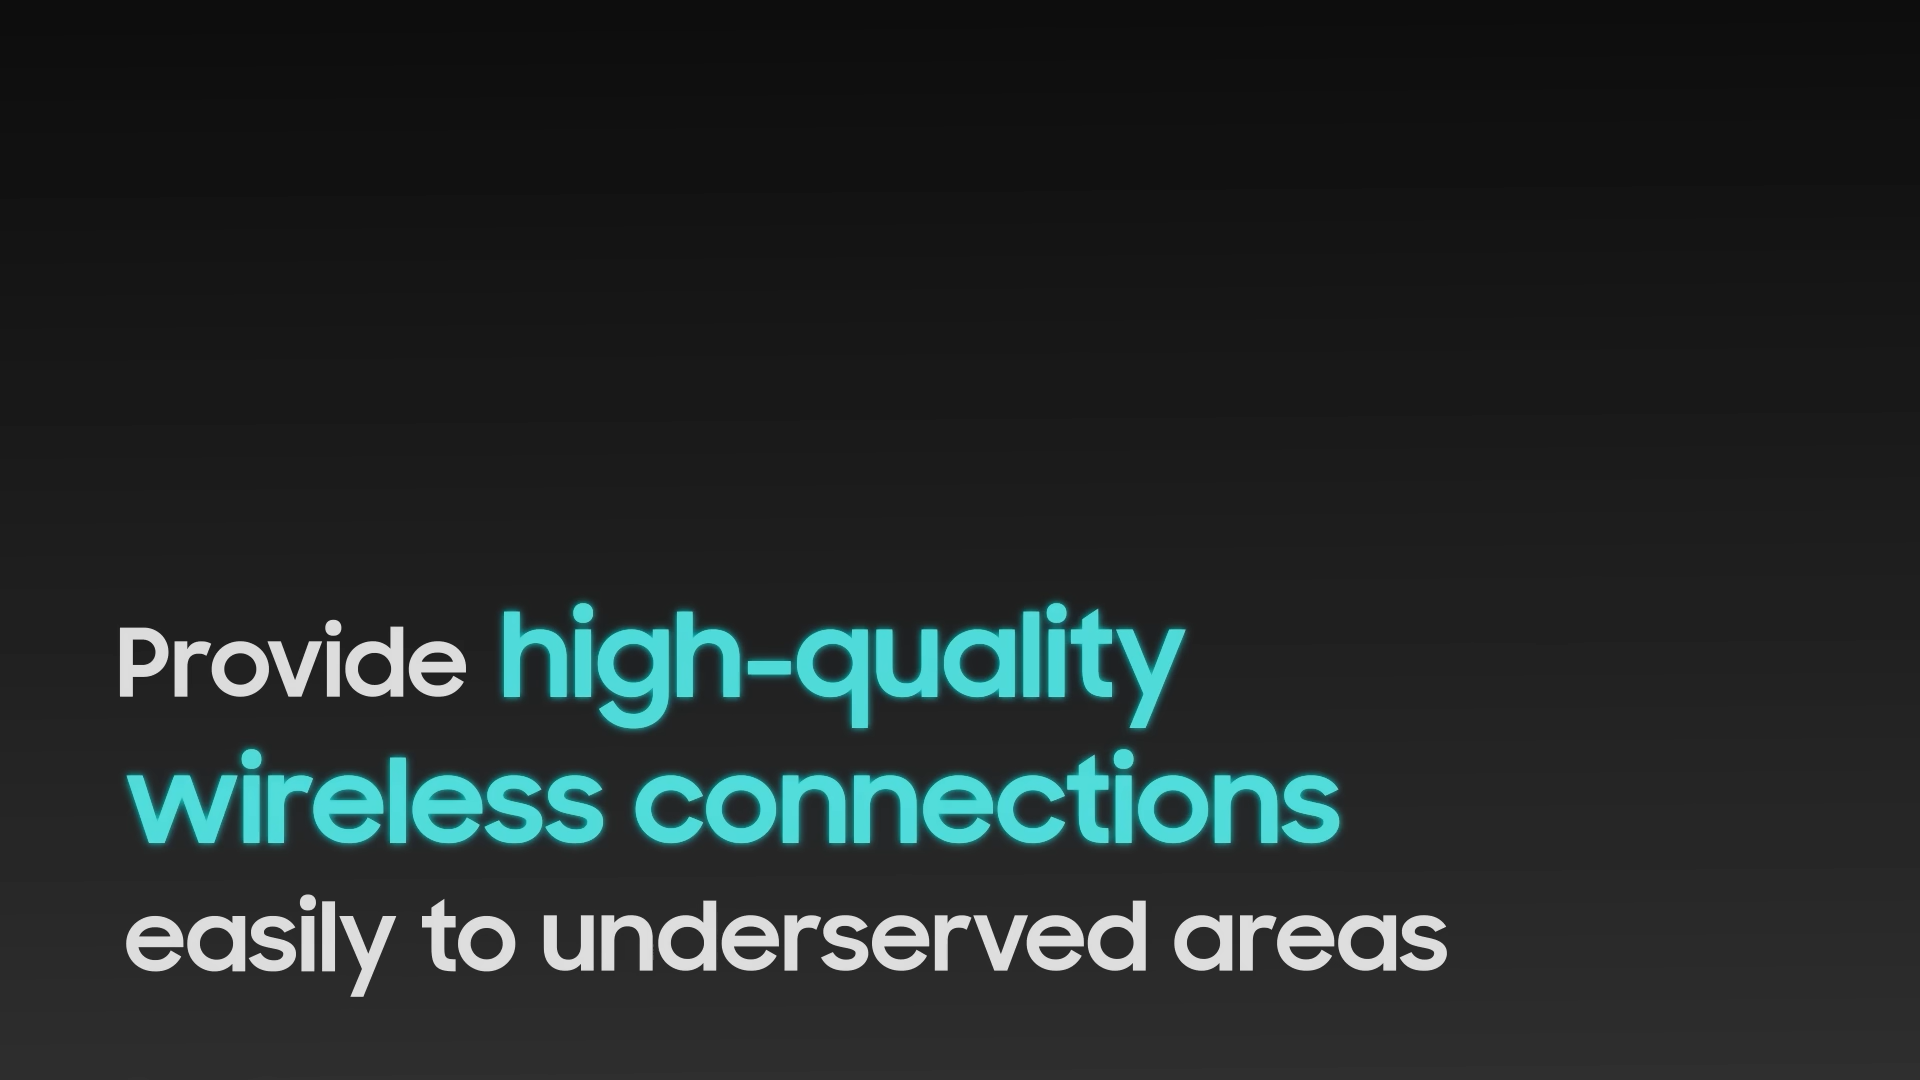 Provide high-quality
wireless connections
easily to underserved areas